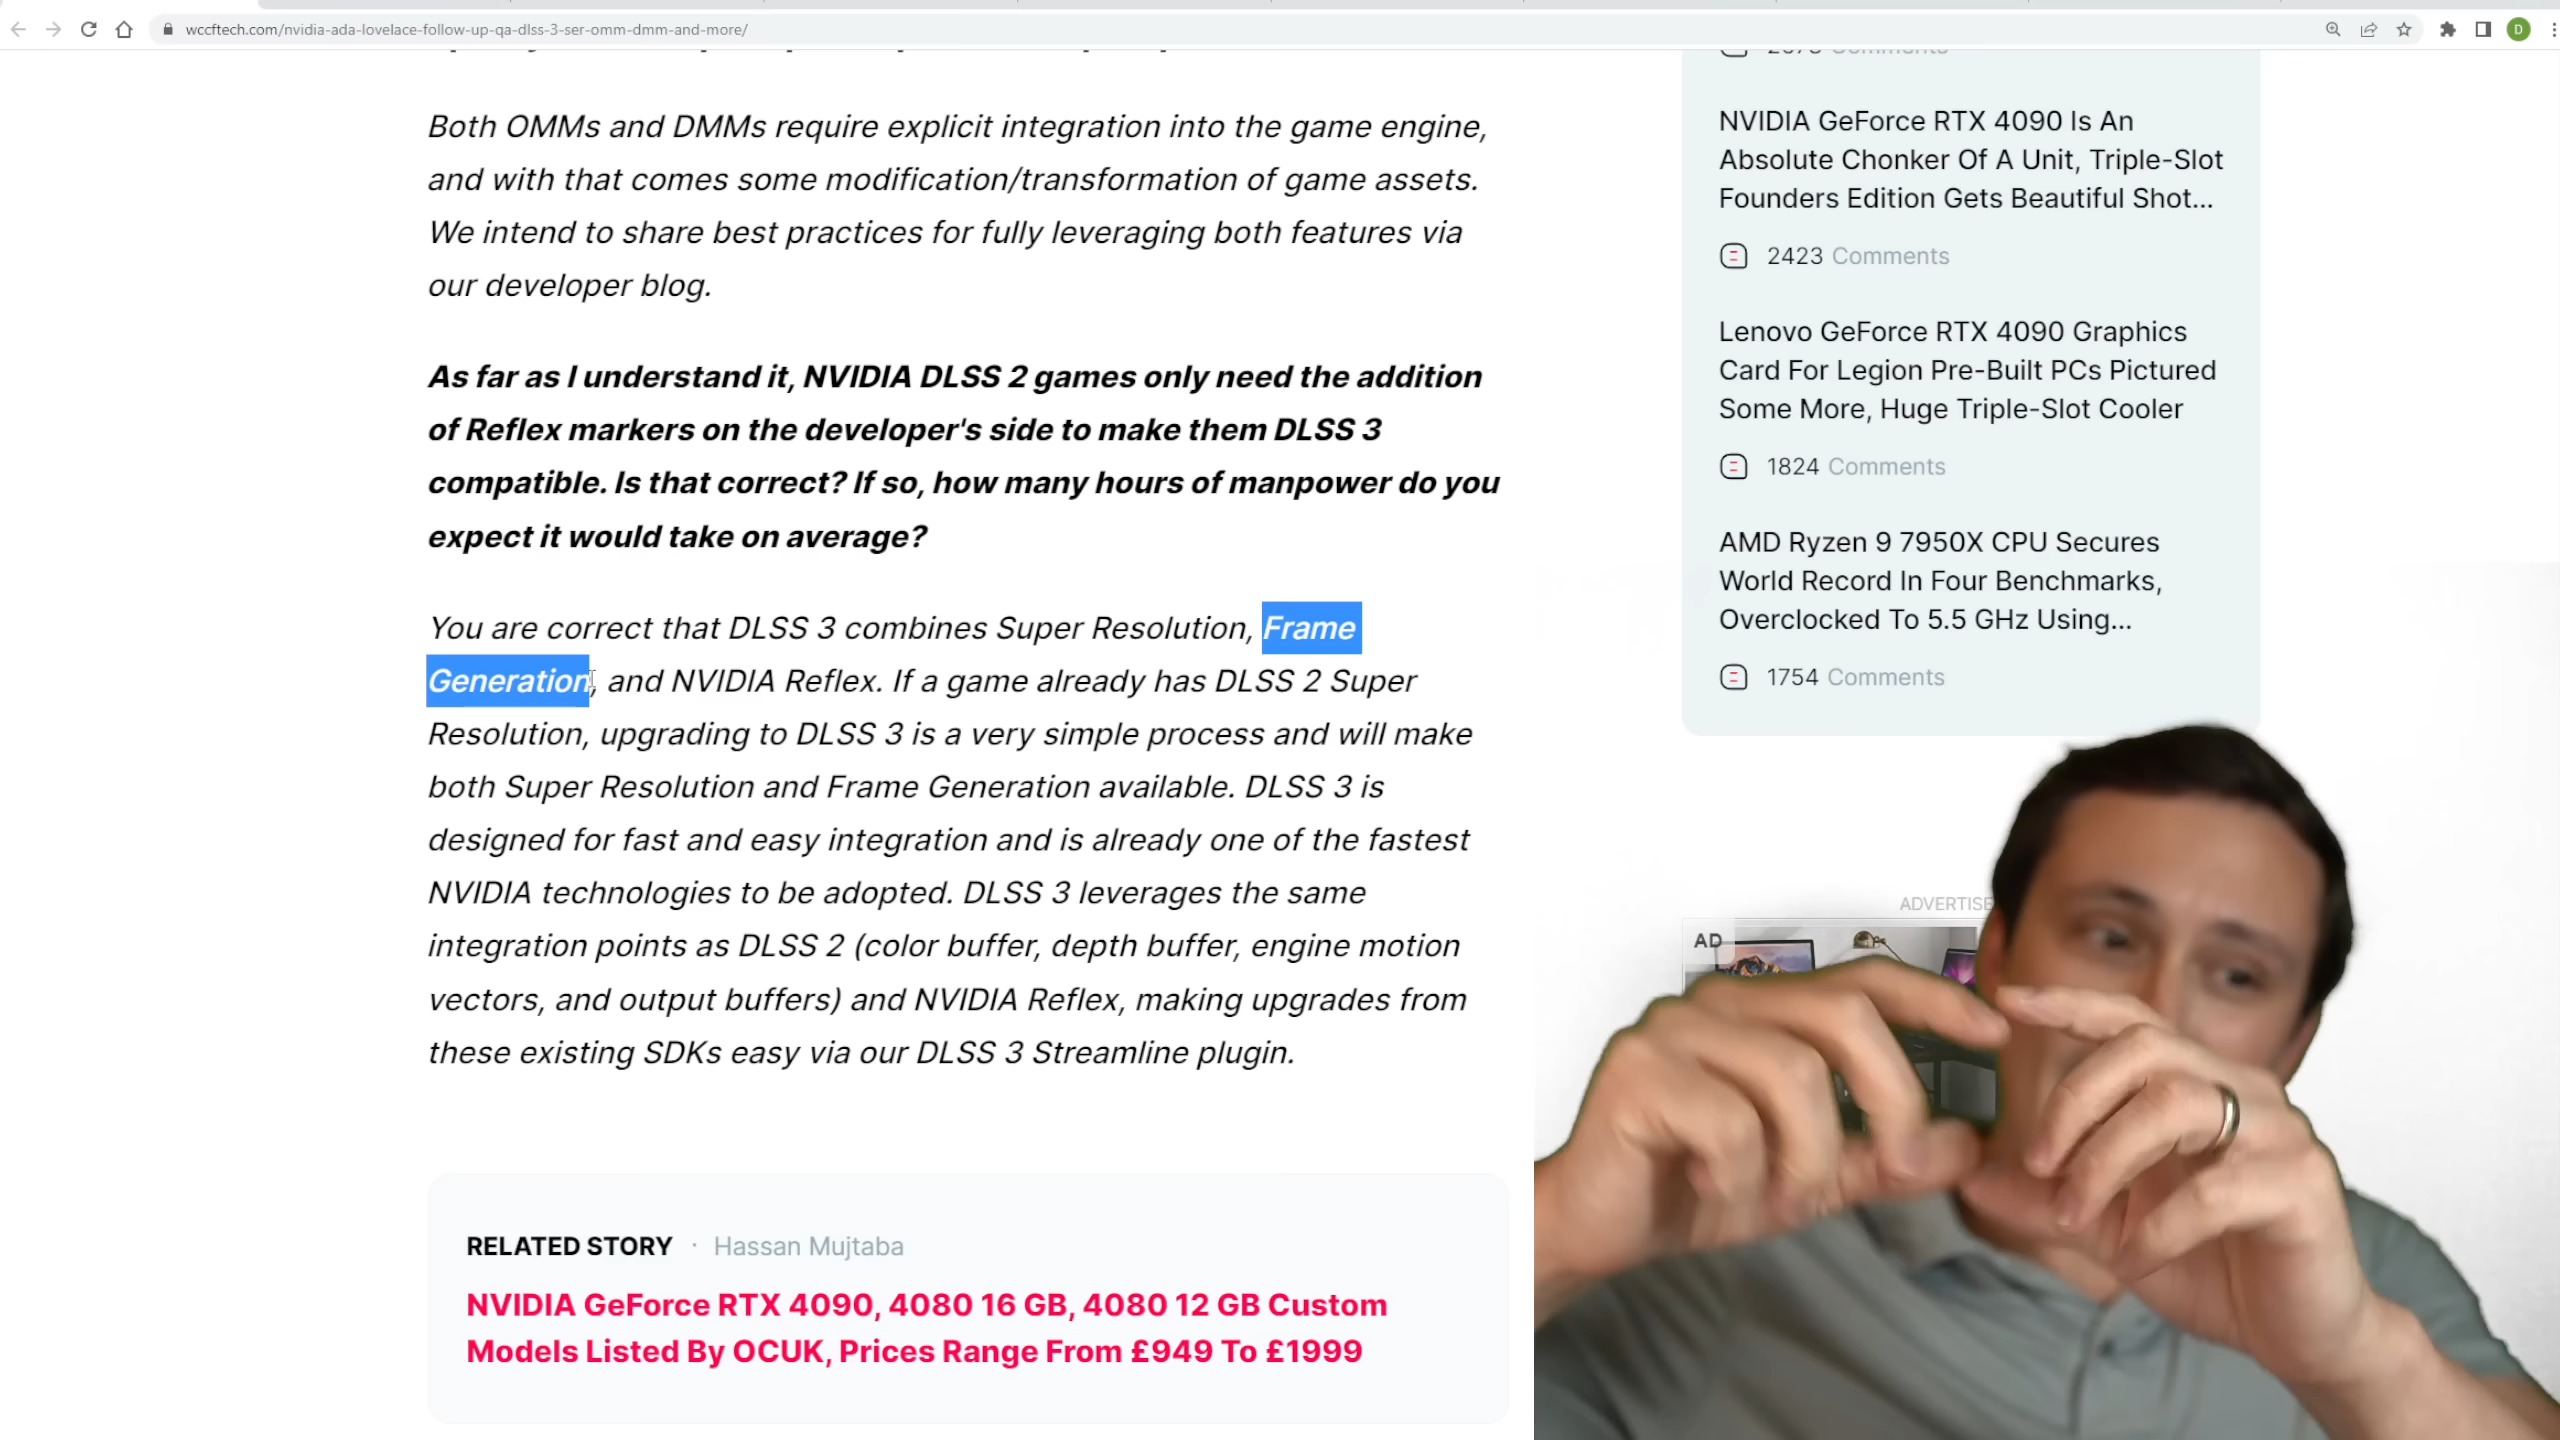 wccftech.com/nvidia-ada-lovelace-follow-up-qa-dlss-3-ser-omm-dmm-and-more/
D
Both OMMs and DMMs require explicit integration into the game engine,
and with that comes some modification/transformation of game assets.
We intend to share best practices for fully leveraging both features via
our developer blog.
As far as I understand it, NVIDIA DLSS 2 games only need the addition
of Reflex markers on the developer's side to make them DLSS 3
compatible. Is that correct? If so, how many hours of manpower do you
expect it would take on average?
You are correct that DLSS 3 combines Super Resolution, Frame
Generation, and NVIDIA Reflex. If a game already has DLSS 2 Super
Resolution, upgrading to DLSS 3 is a very simple process and will make
both Super Resolution and Frame Generation available. DLSS 3 is
designed for fast and easy integration and is already one of the fastest
NVIDIA technologies to be adopted. DLSS 3 leverages the same
integration points as DLSS 2 (color buffer, depth buffer, engine motion
vectors, and output buffers) and NVIDIA Reflex, making upgrades from
these existing SDKs easy via our DLSS 3 Streamline plugin.
RELATED STORY · Hassan Mujtaba
NVIDIA GeForce RTX 4090, 4080 16 GB, 4080 12 GB Custom
Models Listed By OCUK, Prices Range From £949 To £1999
Comments
NVIDIA GeForce RTX 4090 Is An
Absolute Chonker Of A Unit, Triple-Slot
Founders Edition Gets Beautiful Shot...
2423 Comments
Lenovo GeForce RTX 4090 Graphics
Card For Legion Pre-Built PCs Pictured
Some More, Huge Triple-Slot Cooler
1824 Comments
AMD Ryzen 9 7950X CPU Secures
World Record In Four Benchmarks,
Overclocked To 5.5 GHz Using...
1754 Comments
ADVERTISE
AD